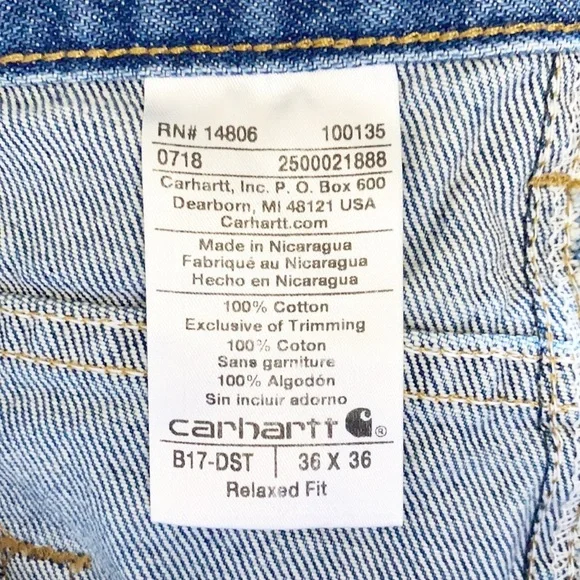 RN# 14806 100135
0718 2500021888
Carhartt, Inc. P. O. Box 600
Dearborn, MI 48121 USA
Carhartt.com
Made in Nicaragua
Fabriqué au Nicaragua
Hecho en Nicaragua
100% Cotton
Exclusive of Trimming
100% Coton
Sans garniture
100% Algodón
Sin incluir adorno
carhartt ®
B17-DST | 36 X 36
Relaxed Fit